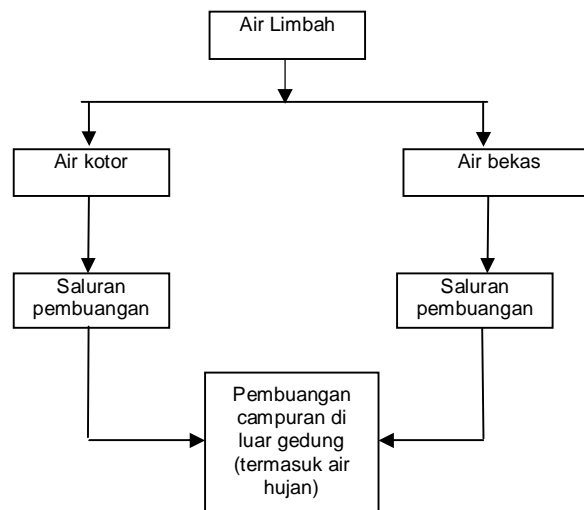 Air Limbah
Air kotor
Air bekas
Saluran
pembuangan
Saluran
pembuangan
Pembuangan
campuran di
luar gedung
(termasuk air
hujan)